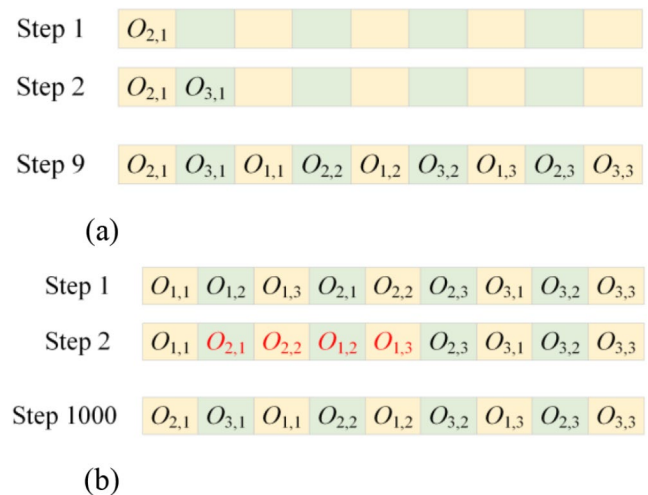 Step 1 O2,1
Step 2 O2,1 O3,1
Step 9 O2,1 O3,1 O1,1 O2,2 O1,2 O3,2 O1,3 O2,3 O3,3
(a)
Step 1 O1,1 O1,2 O1,3 O2,1 O2,2 O2,3 O3,1 O3,2 O3,3
Step 2 O1,1 O2,1 O2,2 O1,2 O1,3 O2,3 O3,1 O3,2 O3,3
Step 1000 O2,1 O3,1 O1,1 O2,2 O1,2 O3,2 O1,3 O2,3 O3,3
(b)